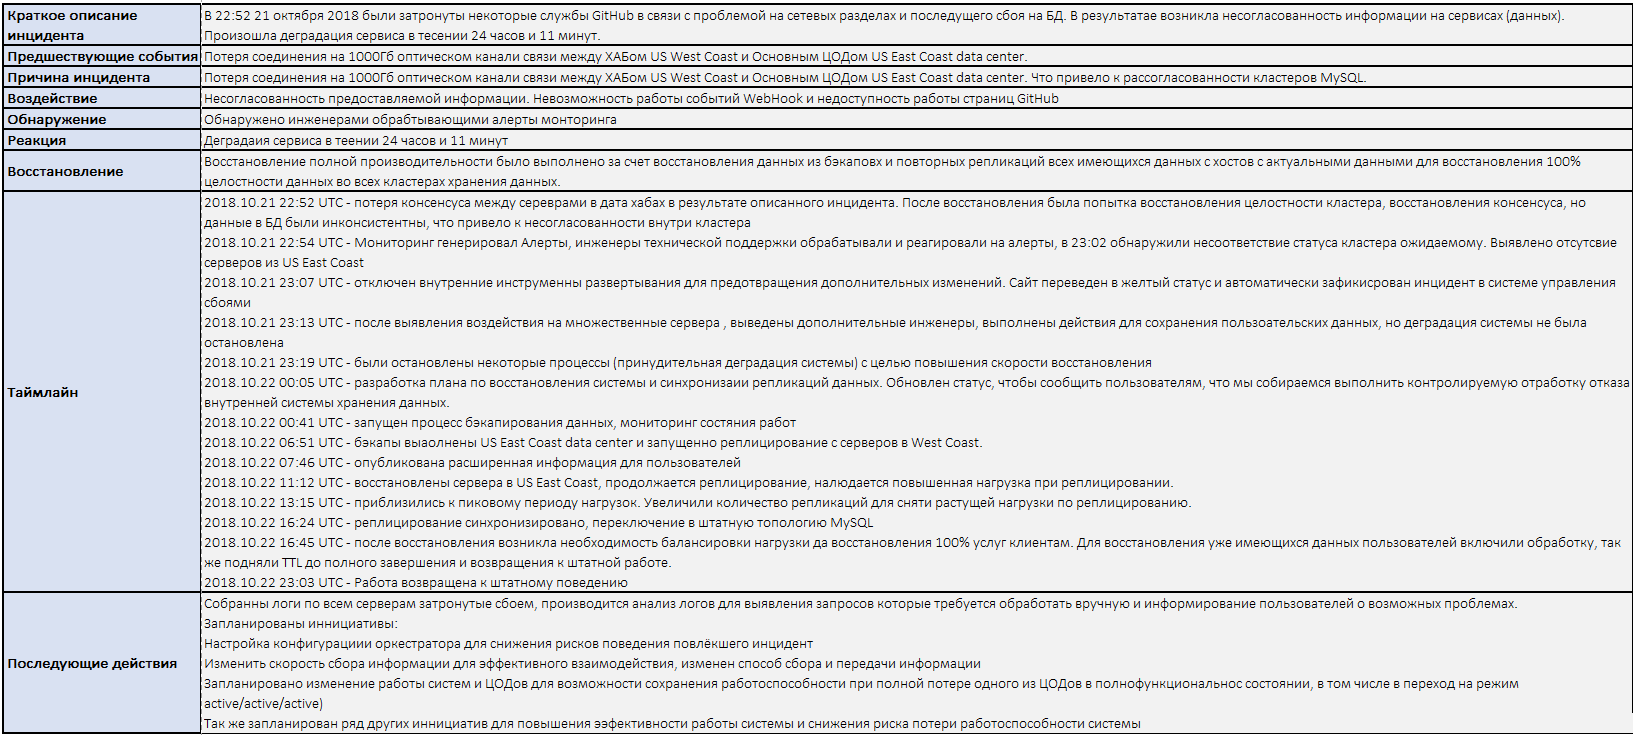 Краткое описание инцидента
В 22:52 21 октября 2018 были затронуты некоторые службы GitHub в связи с проблемой на сетевых разделах и последущего сбоя на БД. В результатае возникла несогласованность информации на сервисах (данных).
Произошла деградация сервиса в тесении 24 часов и 11 минут.
Предшествующие события
Потеря соединения на 1000Гб оптическом канали связи между ХАБом US West Coast и Основным ЦОДом US East Coast data center.
Причина инцидента
Потеря соединения на 1000Гб оптическом канали связи между ХАБом US West Coast и Основным ЦОДом US East Coast data center. Что привело к рассогласованности кластеров MySQL.
Воздействие
Несогласованность предоставляемой информации. Невозможность работы событий WebHook и недоступность работы страниц GitHub
Обнаружение
Обнаружено инженерами обрабтывающими алерты монторинга
Реакция
Деградаия сервиса в теении 24 часов и 11 минут
Восстановление
Восстановление полной производительности было выполнено за счет восстановления данных из бэкаповх и повторных репликаций всех имеющихся данных с хостов с актуальными данными для восстановления 100%
целостности данных во всех кластерах хранения данных.
Таймлайн
2018.10.21 22:52 UTC - потеря консенсуса между сереврами в дата хабах в результате описанного инцидента. После восстановления была попытка восстановления целостности кластера, восстановления консенсуса, но
данные в БД были инконсистентны, что привело к несогласованности внутри кластера
2018.10.21 22:54 UTC - Мониторинг генерировал Алерты, инженеры технической поддержки обрабатывали и реагировали на алерты, в 23:02 обнаружили несоответствие статуса кластера ожидаемому. Выявлено отсутсвие
серверов из US East Coast
2018.10.21 23:07 UTC - отключен внутренние инструменны развертывания для предотвращения дополнительных изменений. Сайт переведен в желтый статус и автоматически зафикисрован инцидент в системе управления
сбоями
2018.10.21 23:13 UTC - после выявления воздействия на множественные сервера , выведены дополнительные инженеры, выполнены действия для сохранения пользоательских данных, но деградация системы не была
остановлена
2018.10.21 23:19 UTC - были остановлены некоторые процессы (принудительная деградация системы) с целью повышения скорости восстановления
2018.10.22 00:05 UTC - разработка плана по восстановления системы и синхронизаии репликаций данных. Обновлен статус, чтобы сообщить пользователям, что мы собираемся выполнить контролируемую отработку отказа
внутренней системы хранения данных.
2018.10.22 00:41 UTC - запущен процесс бэкапирования данных, мониторинг состяния работ
2018.10.22 06:51 UTC - бэкапы выаолнены US East Coast data center и запущенно реплицирование с серверов в West Coast.
2018.10.22 07:46 UTC - опубликована расширенная информация для пользователей
2018.10.22 11:12 UTC - восстановлены сервера в US East Coast, продолжается реплицирование, налюдается повышенная нагрузка при реплицировании.
2018.10.22 13:15 UTC - приблизились к пиковому периоду нагрузок. Увеличили количество репликаций для сняти растущей нагрузки по реплицированию.
2018.10.22 16:24 UTC - реплицирование синхронизировано, переключение в штатную топологию MySQL
2018.10.22 16:45 UTC - после восстановления возникла необходимость балансировки нагрузки да восстановления 100% услуг клиентам. Для восстановления уже имеющихся данных пользователей включили обработку, так
же подняли TTL до полного завершения и возвращения к штатной работе.
2018.10.22 23:03 UTC - Работа возвращена к штатному поведению
Последующие действия
Собранны логи по всем серверам затронутые сбоем, производится анализ логов для выявления запросов которые требуется обработать вручную и информирование пользователей о возможных проблемах.
Запланированы иннициативы:
Настройка конфигурациии оркестратора для снижения рисков поведения повлёкшего инцидент
Изменить скорость сбора информации для эффективного взаимодействия, изменен способ сбора и передачи информации
Запланировано изменение работы систем и ЦОДов для возможности сохранения работоспособности при полной потере одного из ЦОДов в полнофункциональнос состоянии, в том числе в переход на режим
active/active/active)
Так же запланирован ряд других иннициатив для повышения ээфективности работы системы и снижения риска потери работоспособности системы